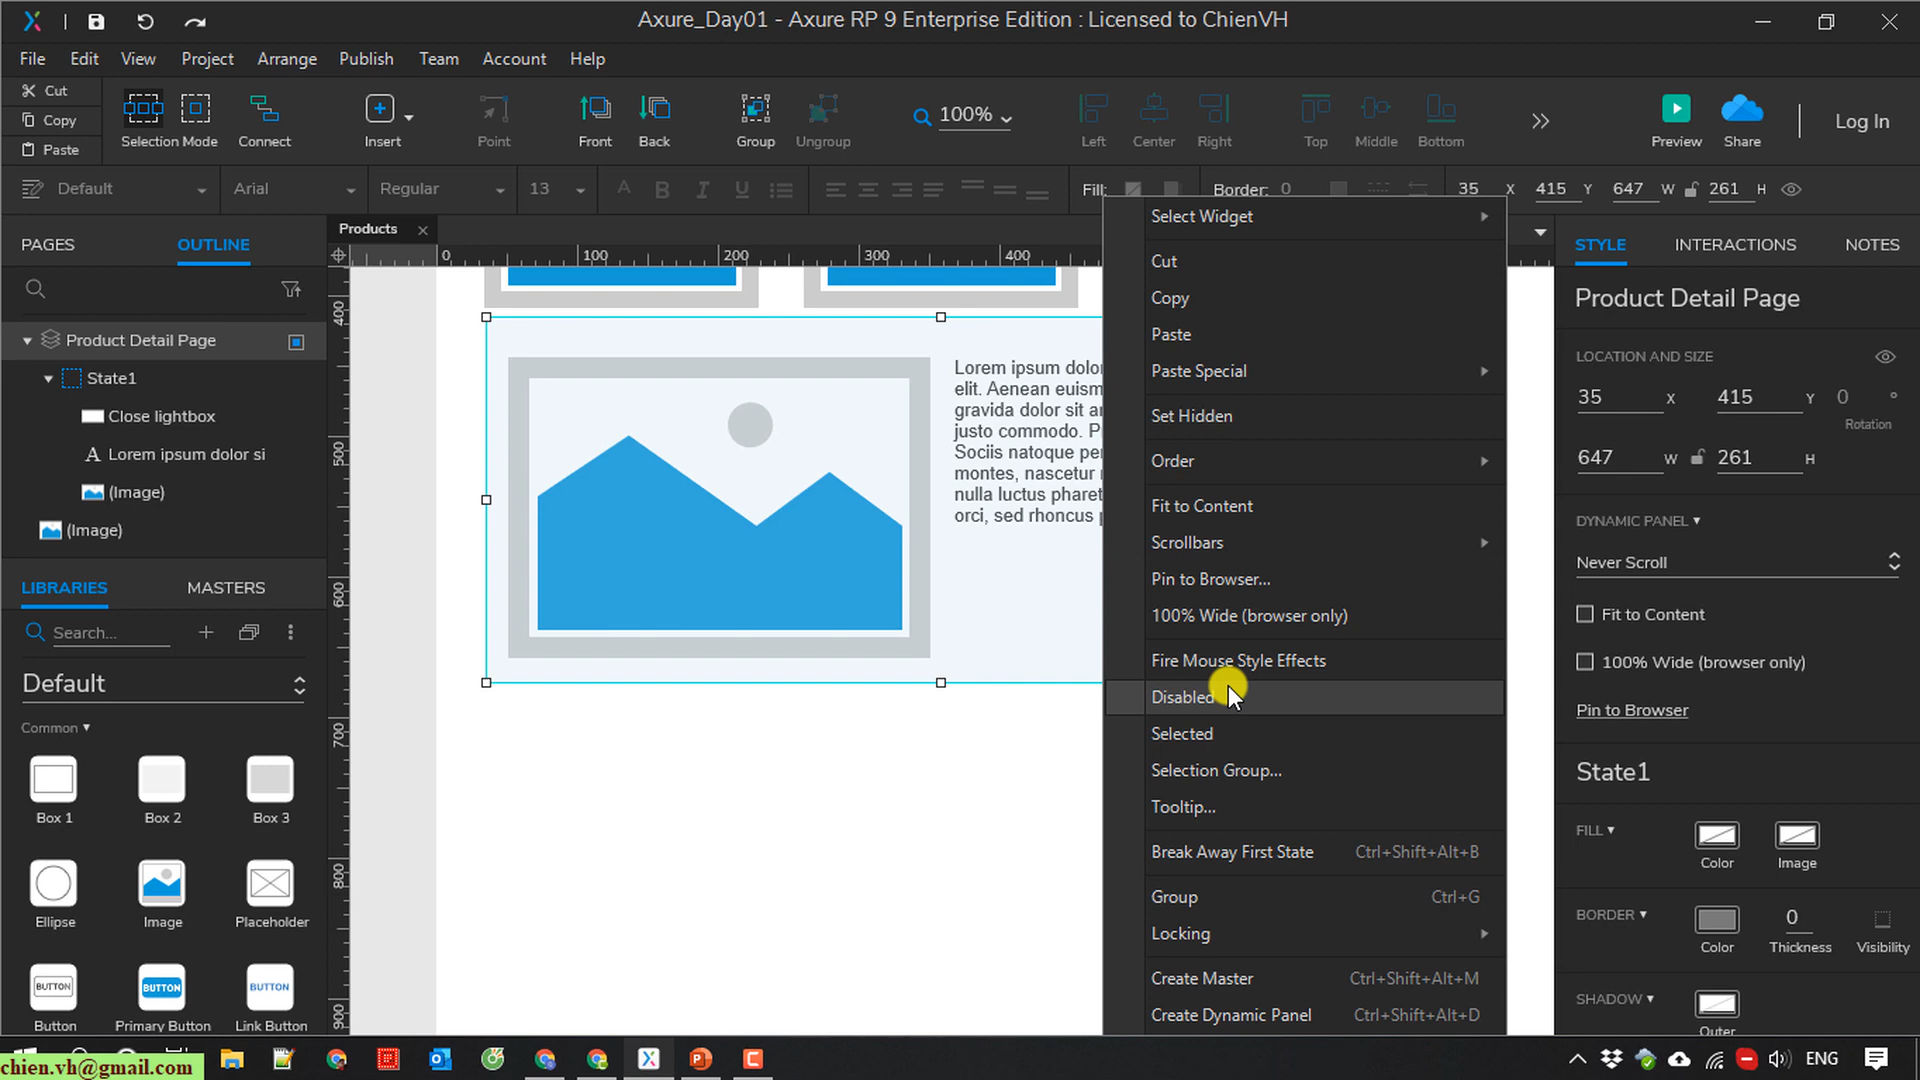 Axure_Day01 - Axure RP 9 Enterprise Edition : Licensed to ChienVH
File Edit View Project Arrange Publish Team Account Help
Cut
Copy
Paste
Selection Mode Connect Insert Point Front Back Group Ungroup 100% Left Center Right Top Middle Bottom Preview Share Log In
Default Arial Regular 13 Fill: Border: 0 35 X 415 Y 647 W 261 H
PAGES OUTLINE
Products
0 100 200 300 400
400
500
600
700
800
900
Product Detail Page
State1
Close lightbox
Lorem ipsum dolor si
(Image)
(Image)
LIBRARIES MASTERS
Search...
Default
Common
Box 1 Box 2 Box 3
Ellipse Image Placeholder
BUTTON BUTTON BUTTON
Button Primary Button Link Button
Lorem ipsum dolor
elit. Aenean euism
gravida dolor sit a
justo commodo. P
Sociis natoque pe
montes, nascetur
nulla luctus pharet
orci, sed rhoncus
Select Widget
Cut
Copy
Paste
Paste Special
Set Hidden
Order
Fit to Content
Scrollbars
Pin to Browser...
100% Wide (browser only)
Fire Mouse Style Effects
Disabled
Selected
Selection Group...
Tooltip...
Break Away First State Ctrl+Shift+Alt+B
Group Ctrl+G
Locking
Create Master Ctrl+Shift+Alt+M
Create Dynamic Panel Ctrl+Shift+Alt+D
STYLE INTERACTIONS NOTES
Product Detail Page
LOCATION AND SIZE
35 X 415 Y 0 °
Rotation
647 W 261 H
DYNAMIC PANEL
Never Scroll
Fit to Content
100% Wide (browser only)
Pin to Browser
State1
FILL
Color Image
BORDER 0
Color Thickness Visibility
SHADOW
Outer
chien.vh@gmail.com
ENG